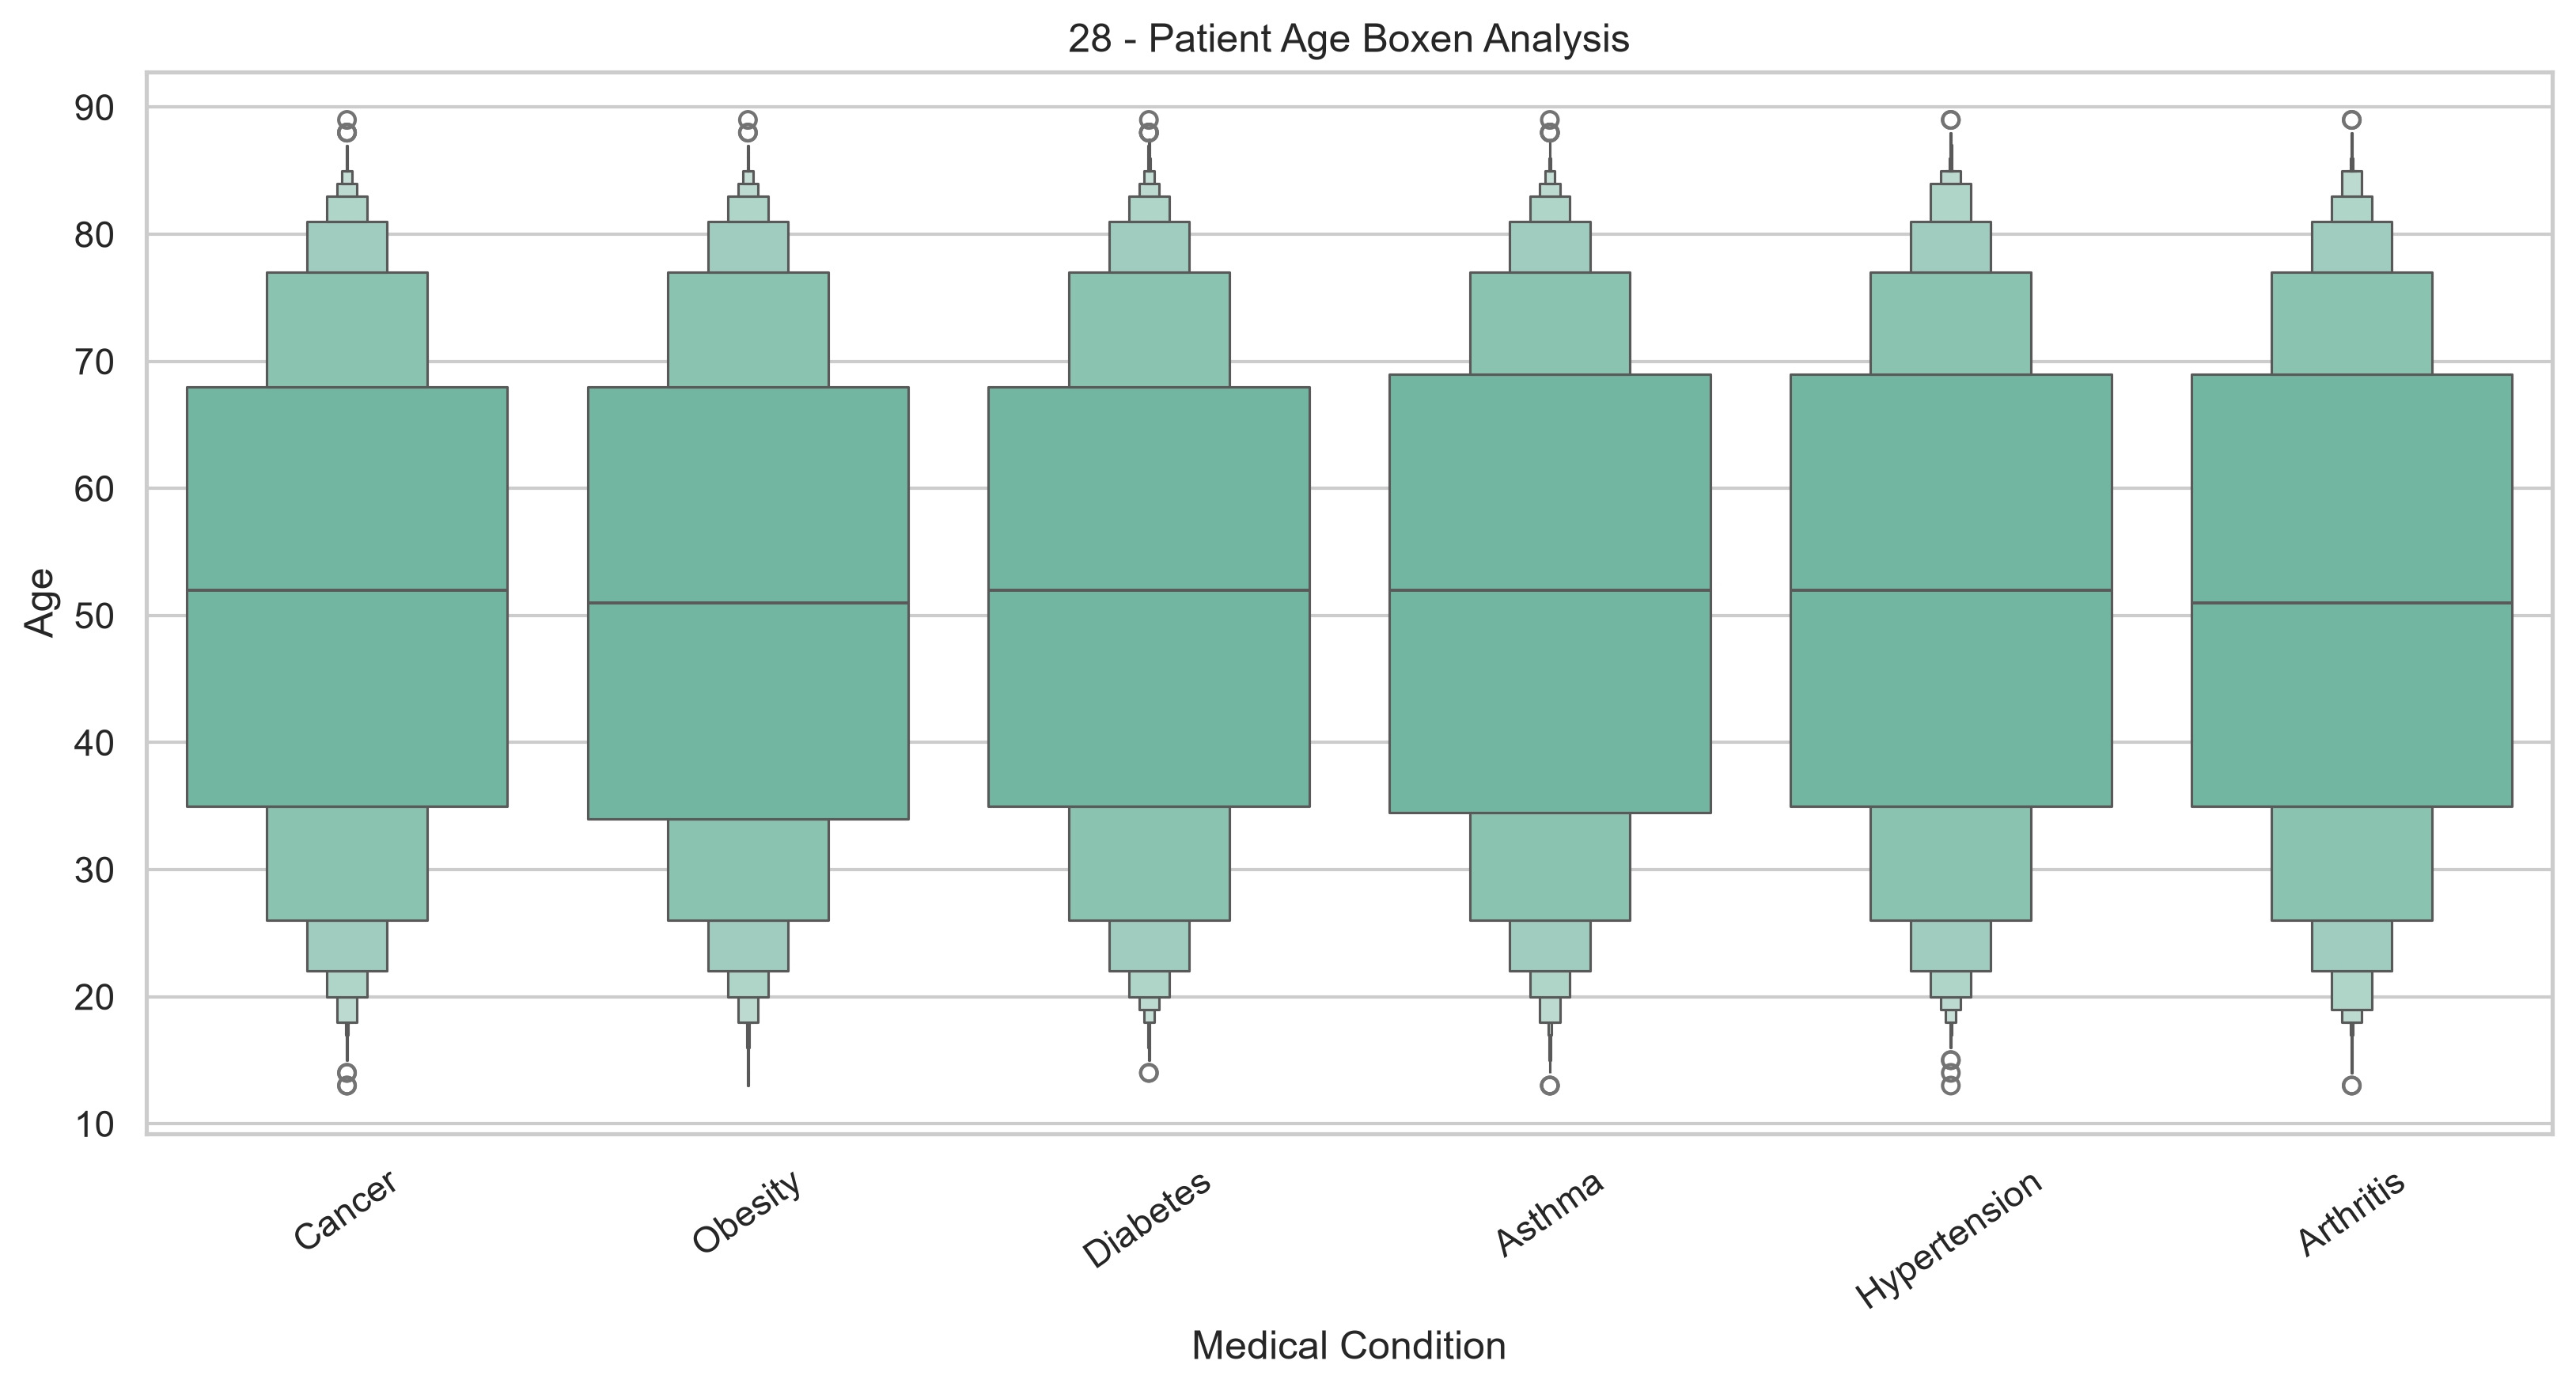 28 - Patient Age Boxen Analysis
Age
90
80
70
60
50
40
30
20
10
Cancer
Obesity
Diabetes
Asthma
Hypertension
Arthritis
Medical Condition